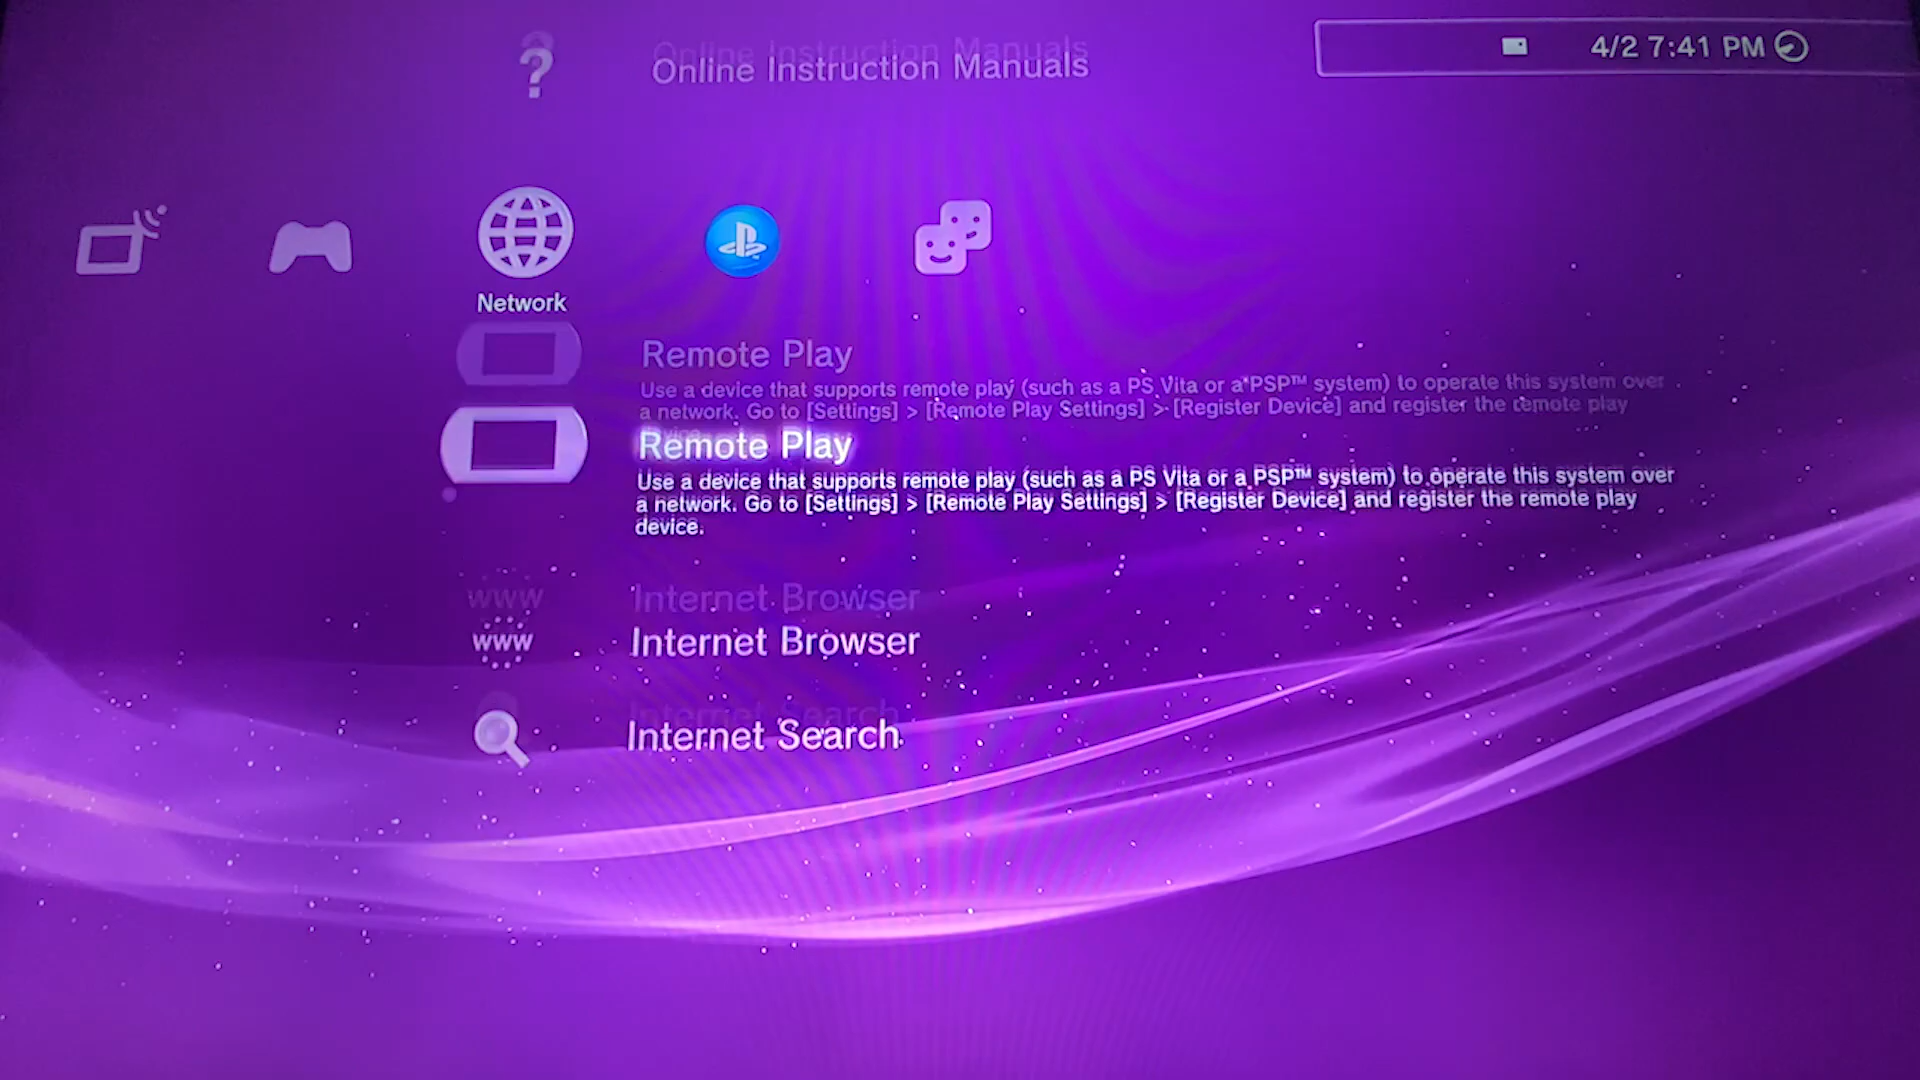 Online Instruction Manuals
4/2 7:41 PM
Network
Remote Play
Use a device that supports remote play (such as a PS Vita or a PSP™ system) to operate this system over
a network. Go to [Settings] > [Remote Play Settings] > [Register Device] and register the remote play
device.
Remote Play
Use a device that supports remote play (such as a PS Vita or a PSP™ system) to operate this system over
a network. Go to [Settings] > [Remote Play Settings] > [Register Device] and register the remote play
device.
www
Internet Browser
www
Internet Browser
Internet Search
Internet Search